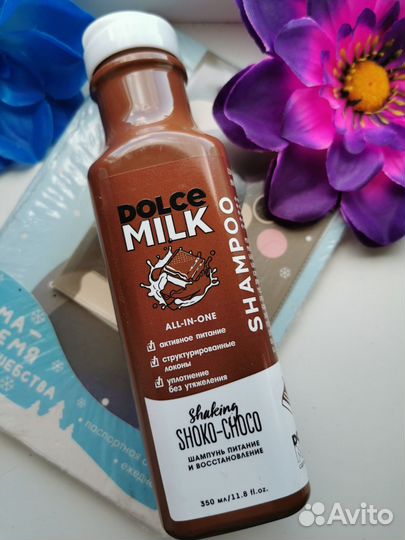 DOLCE
MILK
SHAMPOO
ALL-IN-ONE
активное питание
структурированные
локоны
уплотнение
без утяжеления
Shaking
SHOKO-CHOCO
ШАМПУНЬ ПИТАНИЕ
И ВОССТАНОВЛЕНИЕ
350 мл/11.8 fl.oz.
Avito